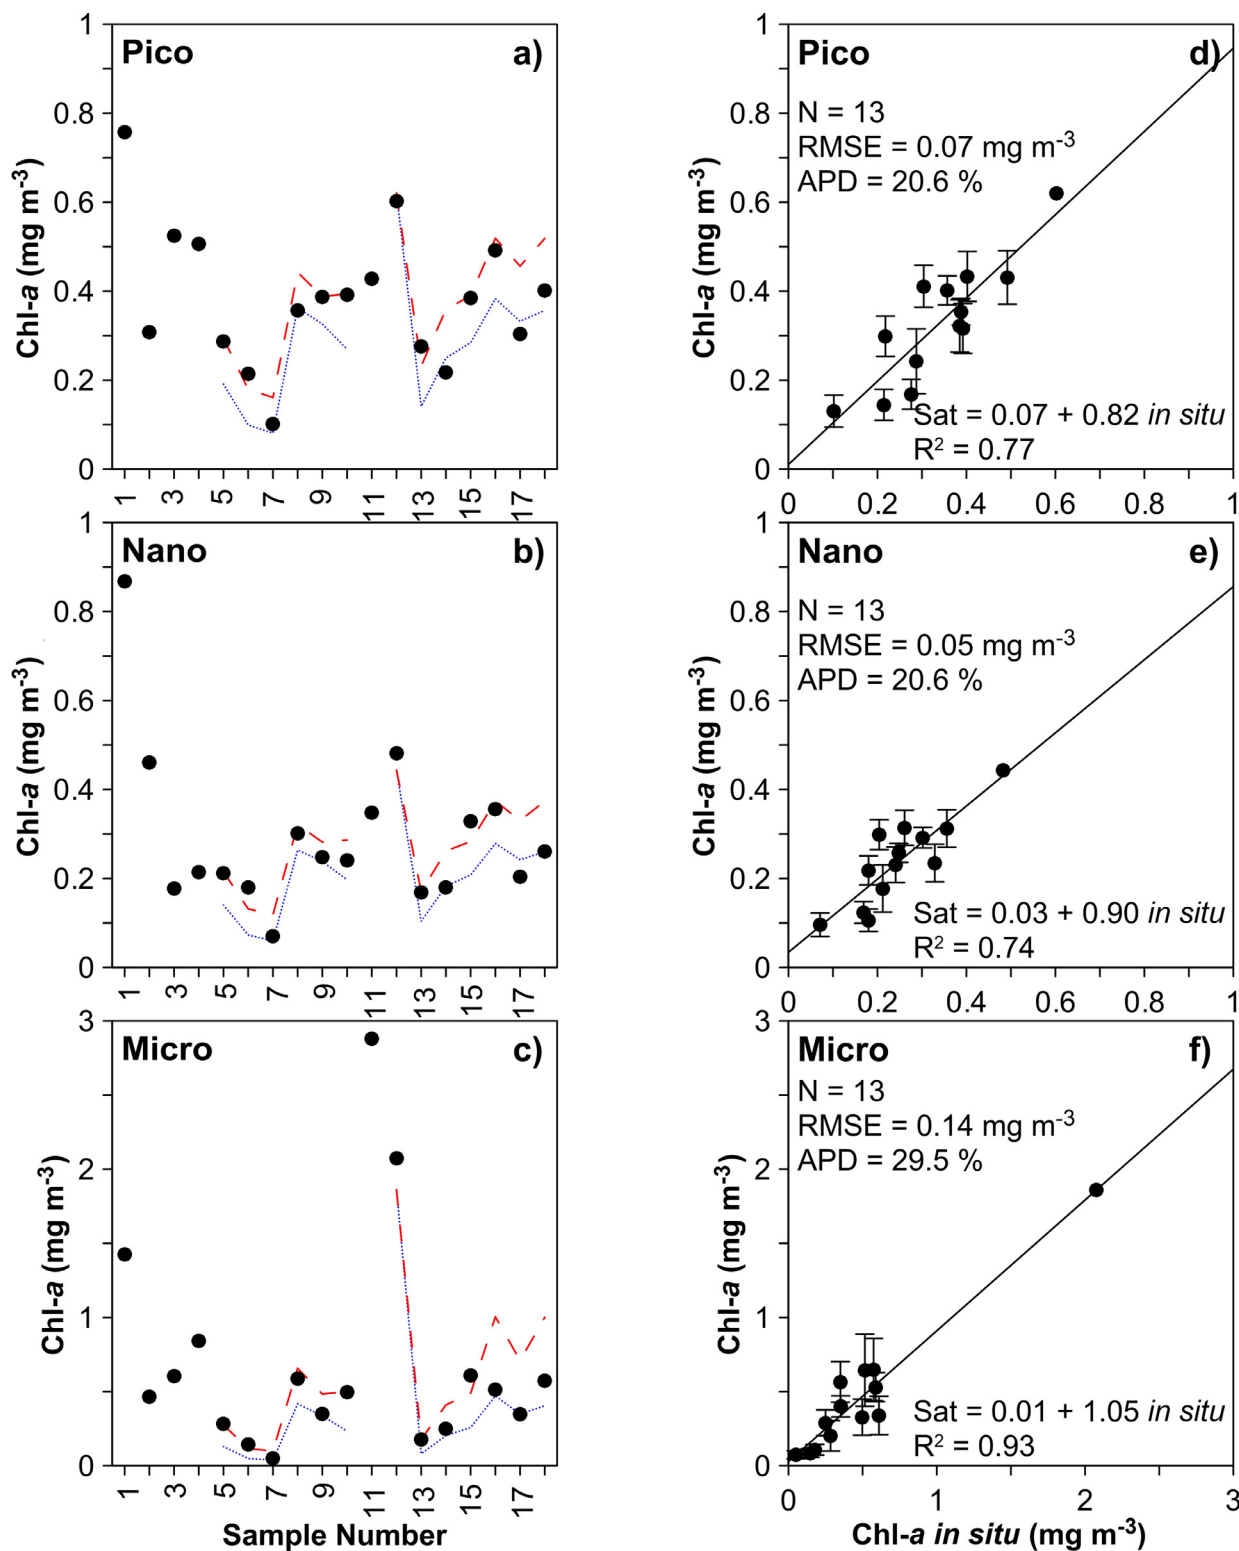 Pico a)
Chl-a (mg m-3)
1
0.8
0.6
0.4
0.2
0
1 3 5 7 9 11 13 15 17
Nano b)
Chl-a (mg m-3)
1
0.8
0.6
0.4
0.2
0
1 3 5 7 9 11 13 15 17
Micro c)
Chl-a (mg m-3)
3
2
1
0
1 3 5 7 9 11 13 15 17
Sample Number
Pico d)
N = 13
RMSE = 0.07 mg m-3
APD = 20.6 %
Sat = 0.07 + 0.82 in situ
R2 = 0.77
Chl-a (mg m-3)
1
0.8
0.6
0.4
0.2
0
0 0.2 0.4 0.6 0.8 1
Nano e)
N = 13
RMSE = 0.05 mg m-3
APD = 20.6 %
Sat = 0.03 + 0.90 in situ
R2 = 0.74
Chl-a (mg m-3)
1
0.8
0.6
0.4
0.2
0
0 0.2 0.4 0.6 0.8 1
Micro f)
N = 13
RMSE = 0.14 mg m-3
APD = 29.5 %
Sat = 0.01 + 1.05 in situ
R2 = 0.93
Chl-a (mg m-3)
3
2
1
0
0 1 2 3
Chl-a in situ (mg m-3)